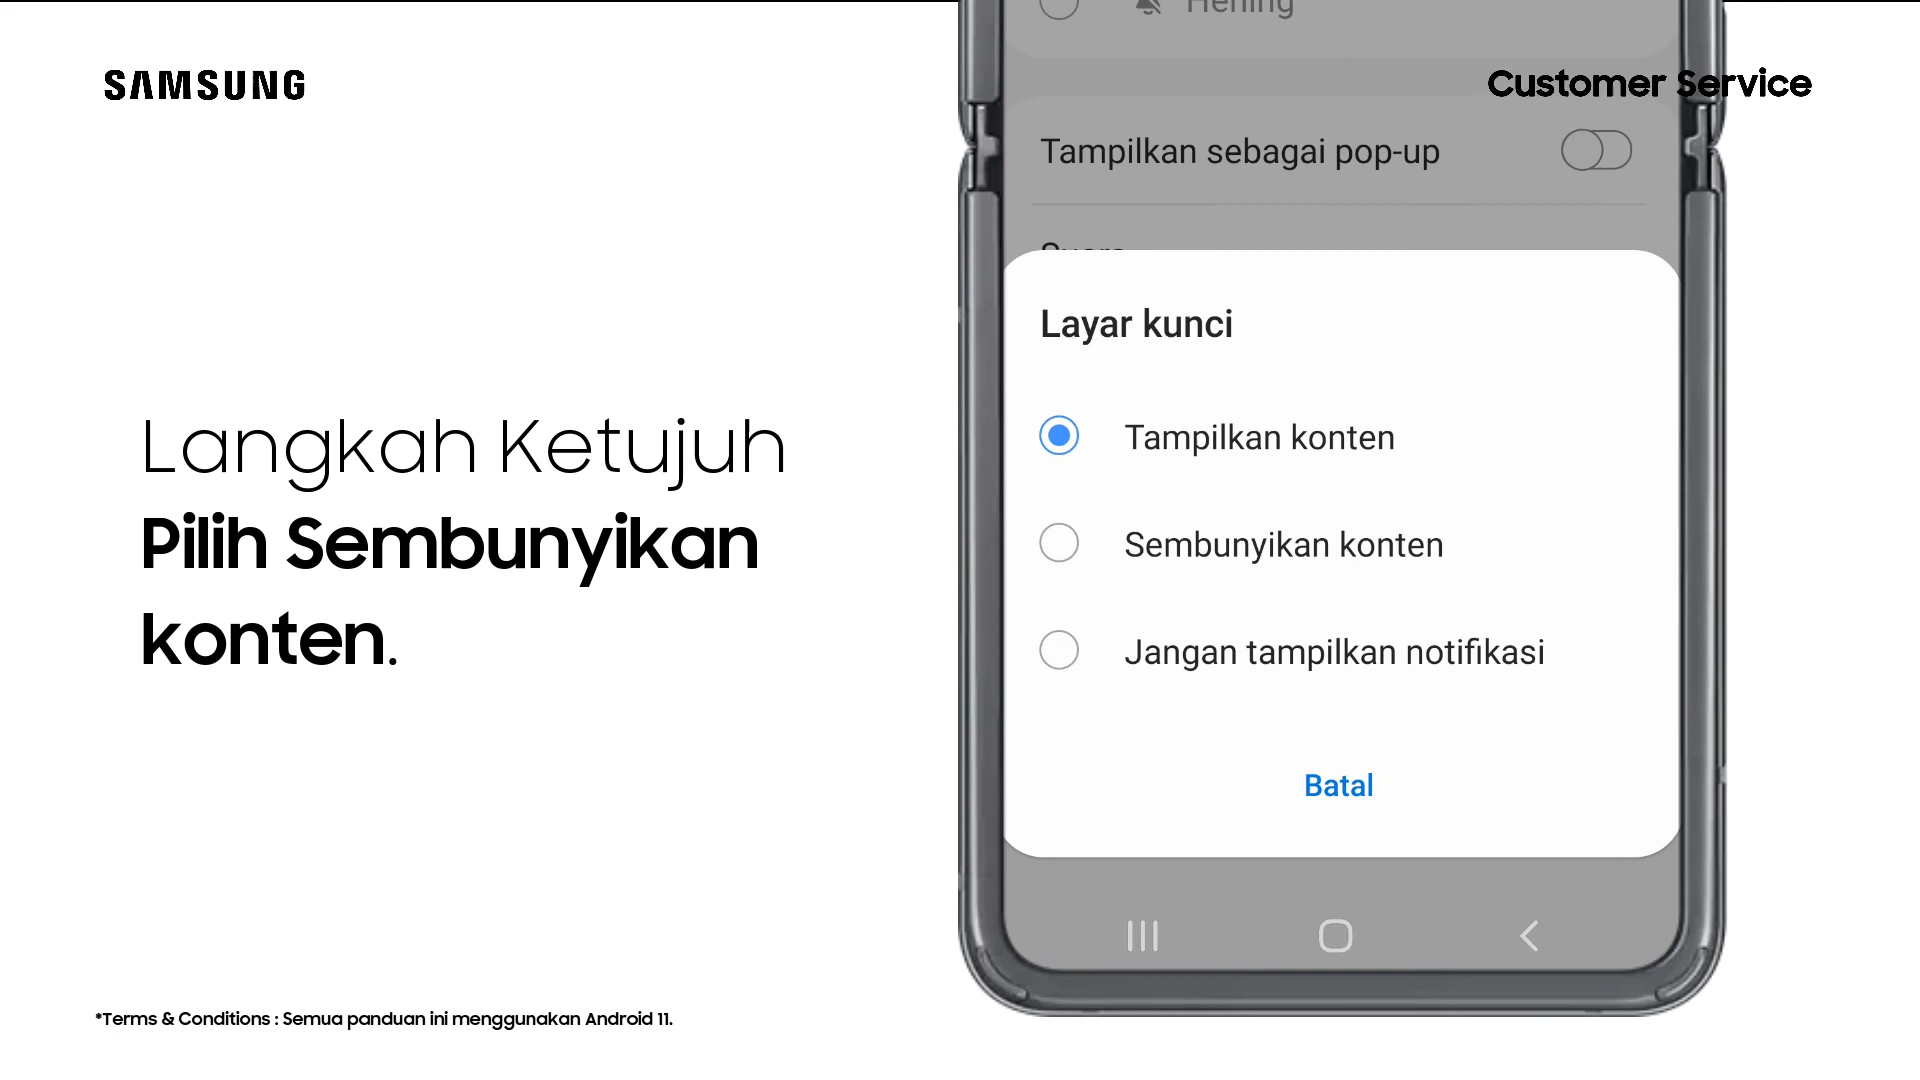 Hening
SAMSUNG
Customer Service
Tampilkan sebagai pop-up
Layar kunci
Tampilkan konten
Langkah Ketujuh
Pilih Sembunyikan
konten.
Sembunyikan konten
Jangan tampilkan notifikasi
Batal
*Terms & Conditions : Semua panduan ini menggunakan Android 11.